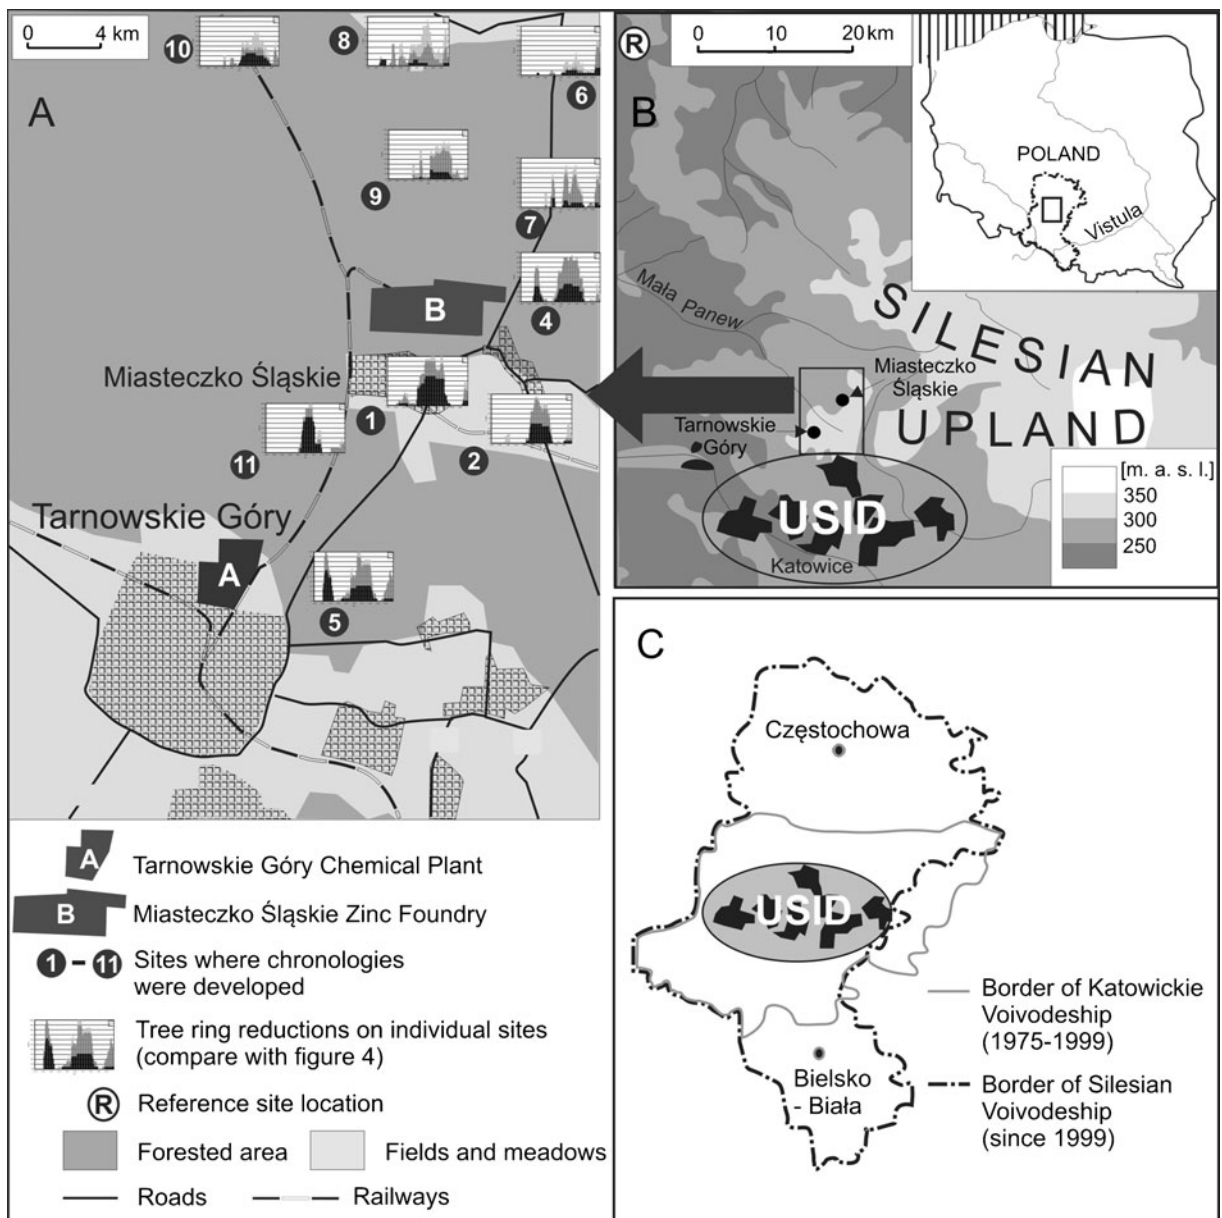 0 4 km
10
8
6
A
9
7
4
B
Miasteczko Śląskie
1
2
11
Tarnowskie Góry
A
5
A
Tarnowskie Góry Chemical Plant
B
Miasteczko Śląskie Zinc Foundry
1 - 11 Sites where chronologies
were developed
Tree ring reductions on individual sites
(compare with figure 4)
R Reference site location
Forested area
Fields and meadows
Roads
Railways
R
0 10 20 km
B
POLAND
Vistula
Mała Panew
SILESIAN
UPLAND
Miasteczko
Śląskie
Tarnowskie
Góry
USID
Katowice
[m. a. s. l.]
350
300
250
C
Częstochowa
USID
Bielsko
- Biała
Border of Katowickie
Voivodeship
(1975-1999)
Border of Silesian
Voivodeship
(since 1999)